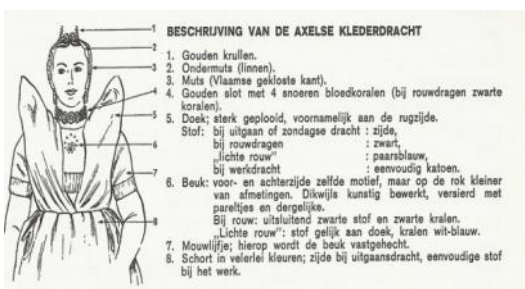 BESCHRIJVING VAN DE AXELSE KLEDERDRACHT
1. Gouden krullen.
2. Ondermuts (linnen).
3. Muts (Vlaamse gekloste kant).
4. Gouden slot met 4 snoeren bloedkoralen (bij rouwdragen zwarte
koralen).
5. Doek; sterk geplooid, voornamelijk aan de rugzijde.
Stof: bij uitgaan of zondagse dracht : zijde,
bij rouwdragen : zwart,
„lichte rouw" : paarsblauw,
bij werkdracht : eenvoudig katoen.
6. Beuk: voor- en achterzijde zelfde motief, maar op de rok kleiner
van afmetingen. Dikwijls kunstig bewerkt, versierd met
pareltjes en dergelijke.
Bij rouw: uitsluitend zwarte stof en zwarte kralen.
„Lichte rouw": stof gelijk aan doek, kralen wit-blauw.
7. Mouwlijfje; hierop wordt de beuk vastgehecht.
8. Schort in velerlei kleuren; zijde bij uitgaansdracht, eenvoudige stof
bij het werk.
1
2
3
4
5
6
7
8